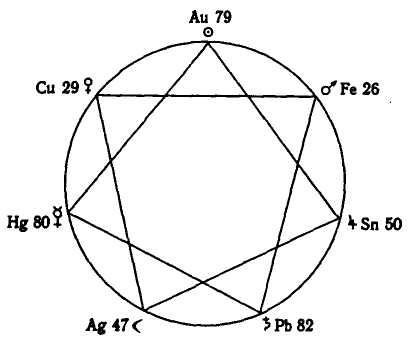 Au 79
☉
Cu 29 ♀
♂ Fe 26
Hg 80 ☿
♃ Sn 50
Ag 47 ☾
♄ Pb 82